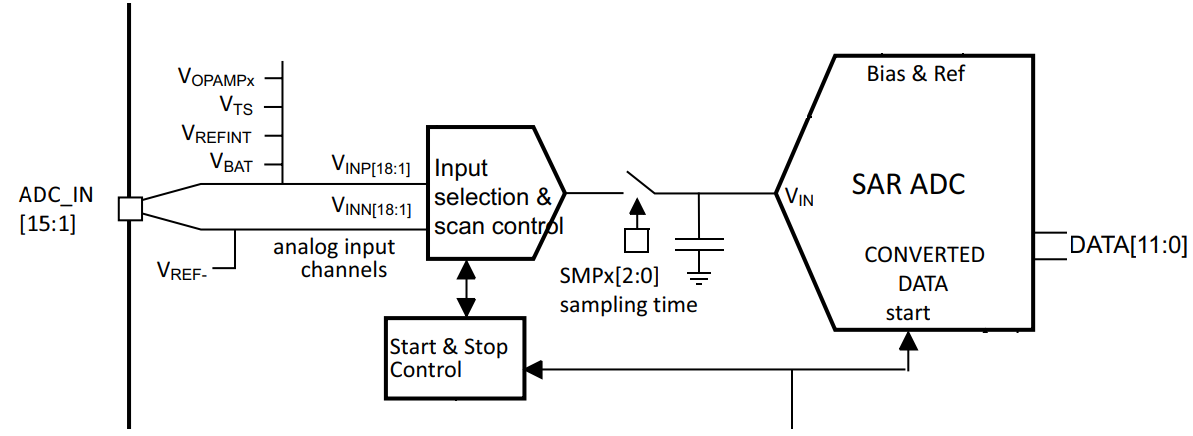 Bias & Ref
VOPAMPx
VTS
VREFINT
VBAT
ADC_IN
[15:1]
VINP[18:1]
VINN[18:1]
analog input
channels
VREF-
Input
selection &
scan control
SMPx[2:0]
sampling time
VIN
SAR ADC
CONVERTED
DATA
start
DATA[11:0]
Start & Stop
Control